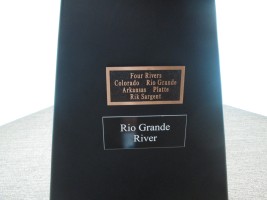 Four Rivers
Colorado Rio Grande
Arkansas Platte
Rik Sargent
Rio Grande
River